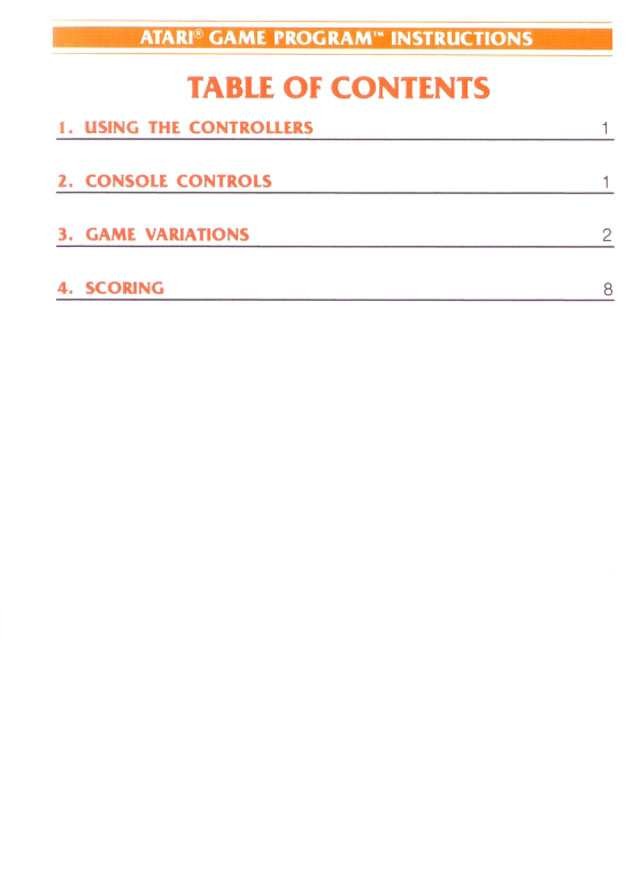 ATARI® GAME PROGRAM™ INSTRUCTIONS
TABLE OF CONTENTS
1. USING THE CONTROLLERS 1
2. CONSOLE CONTROLS 1
3. GAME VARIATIONS 2
4. SCORING 8